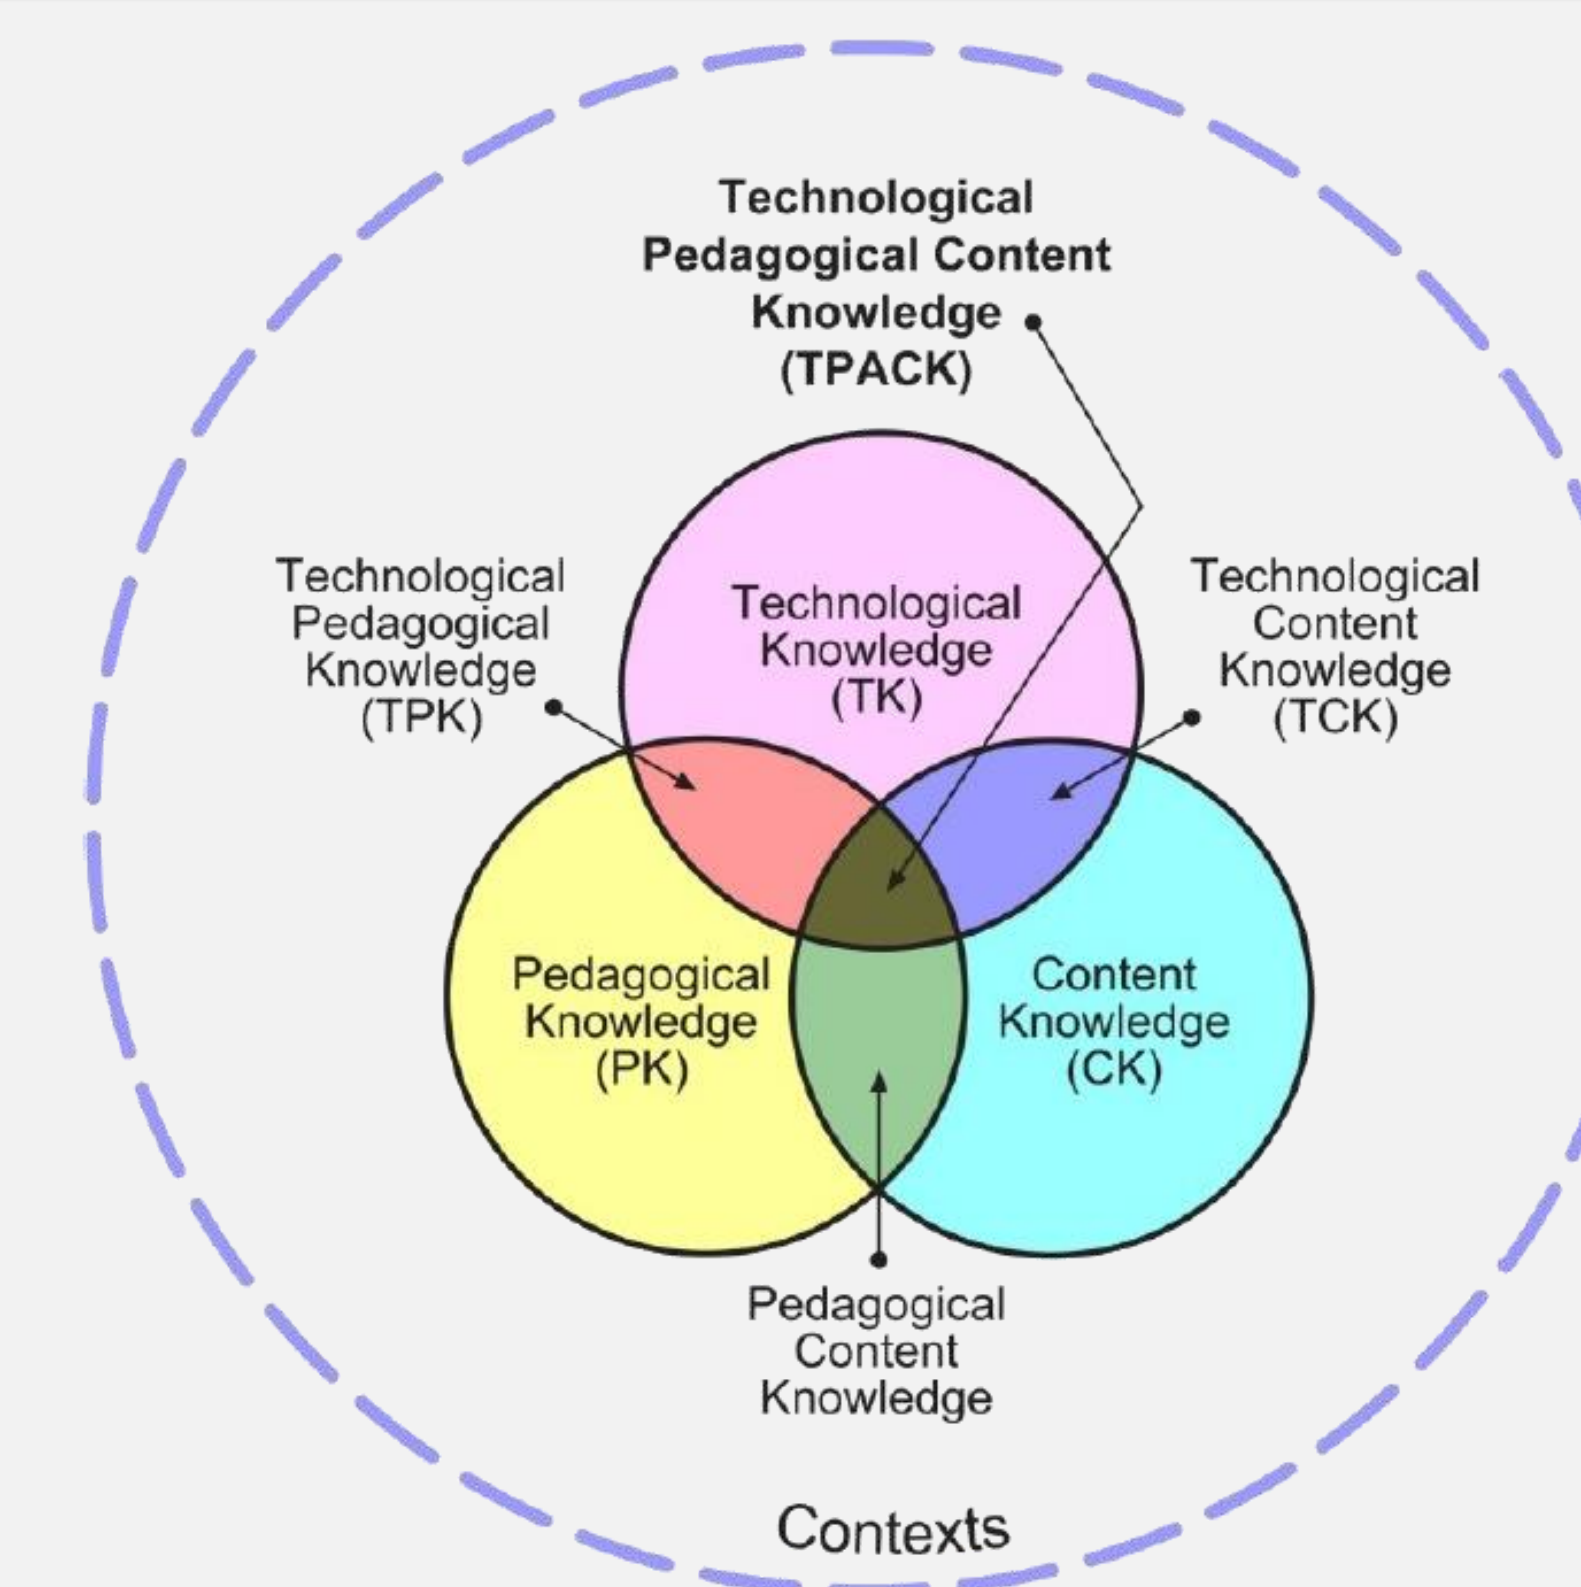 Technological
Pedagogical Content
Knowledge
(TPACK)
Technological
Pedagogical
Knowledge
(TPK)
Technological
Knowledge
(TK)
Technological
Content
Knowledge
(TCK)
Pedagogical
Knowledge
(PK)
Content
Knowledge
(CK)
Pedagogical
Content
Knowledge
Contexts